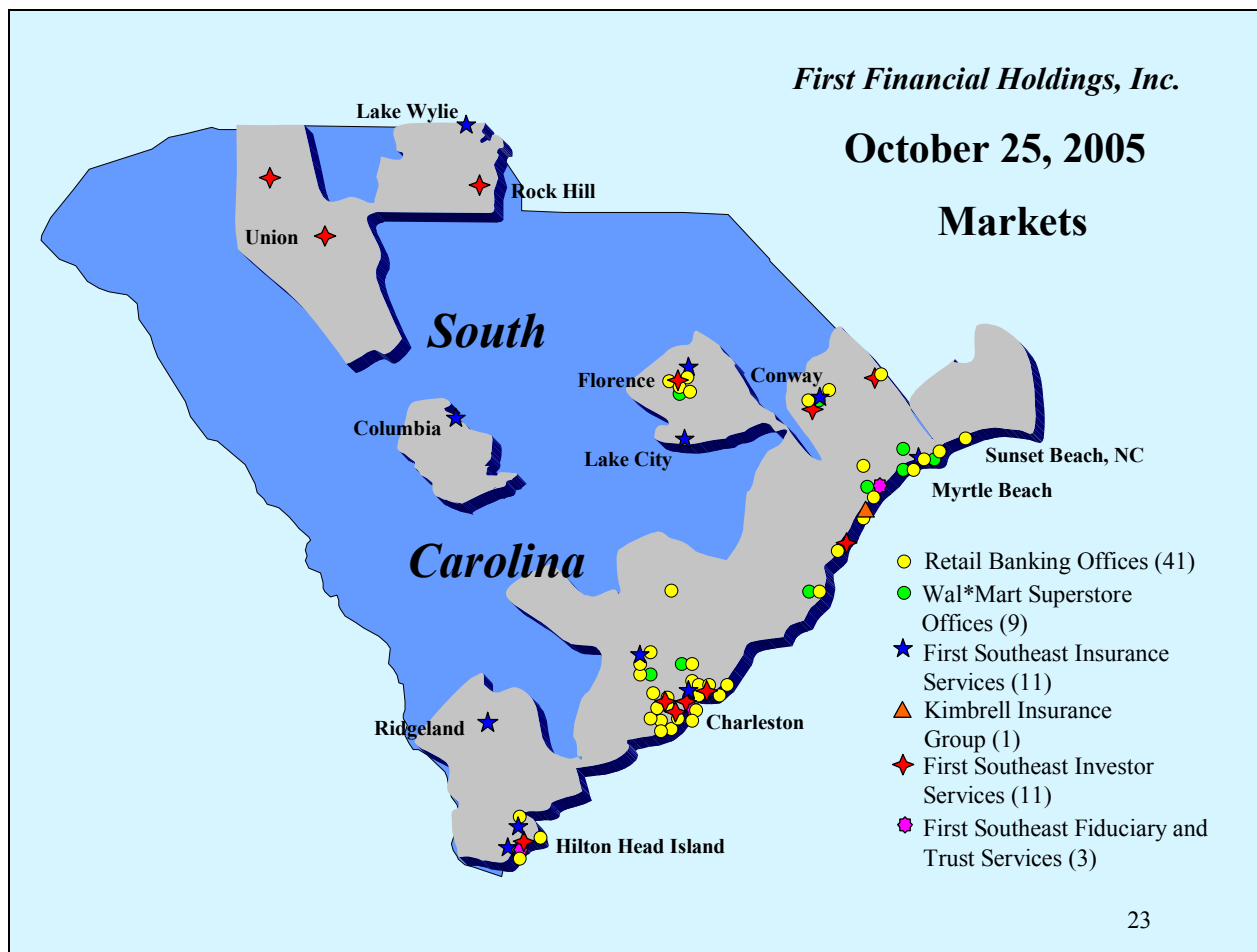 First Financial Holdings, Inc.
October 25, 2005
Markets
Lake Wylie
Rock Hill
Union
South
Florence
Conway
Columbia
Lake City
Sunset Beach, NC
Myrtle Beach
Carolina
Retail Banking Offices (41)
Wal*Mart Superstore
Offices (9)
First Southeast Insurance
Services (11)
Kimbrell Insurance
Group (1)
First Southeast Investor
Services (11)
First Southeast Fiduciary and
Trust Services (3)
Ridgeland
Charleston
Hilton Head Island
23